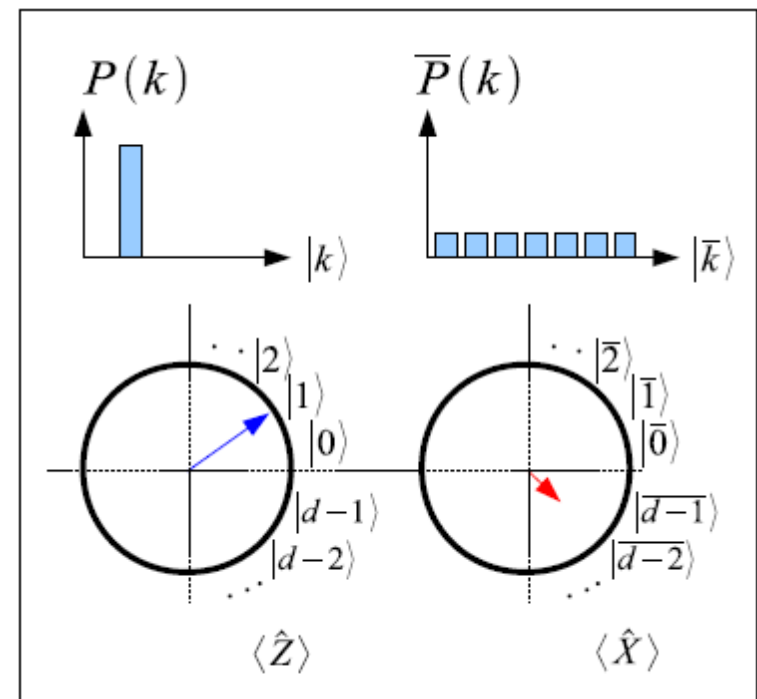 P(k) P̅(k)
|k⟩ |k̅⟩
· · |2⟩ · · |2̅⟩
|1⟩ |1̅⟩
|0⟩ |0̅⟩
|d−1⟩ |d̅−̅1̅⟩
|d−2⟩ |d̅−̅2̅⟩
··· ···
⟨Ẑ⟩ ⟨X̂⟩